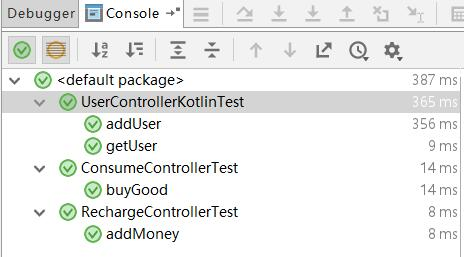 Debugger Console
<default package> 387 ms
UserControllerKotlinTest 365 ms
addUser 356 ms
getUser 9 ms
ConsumeControllerTest 14 ms
buyGood 14 ms
RechargeControllerTest 8 ms
addMoney 8 ms